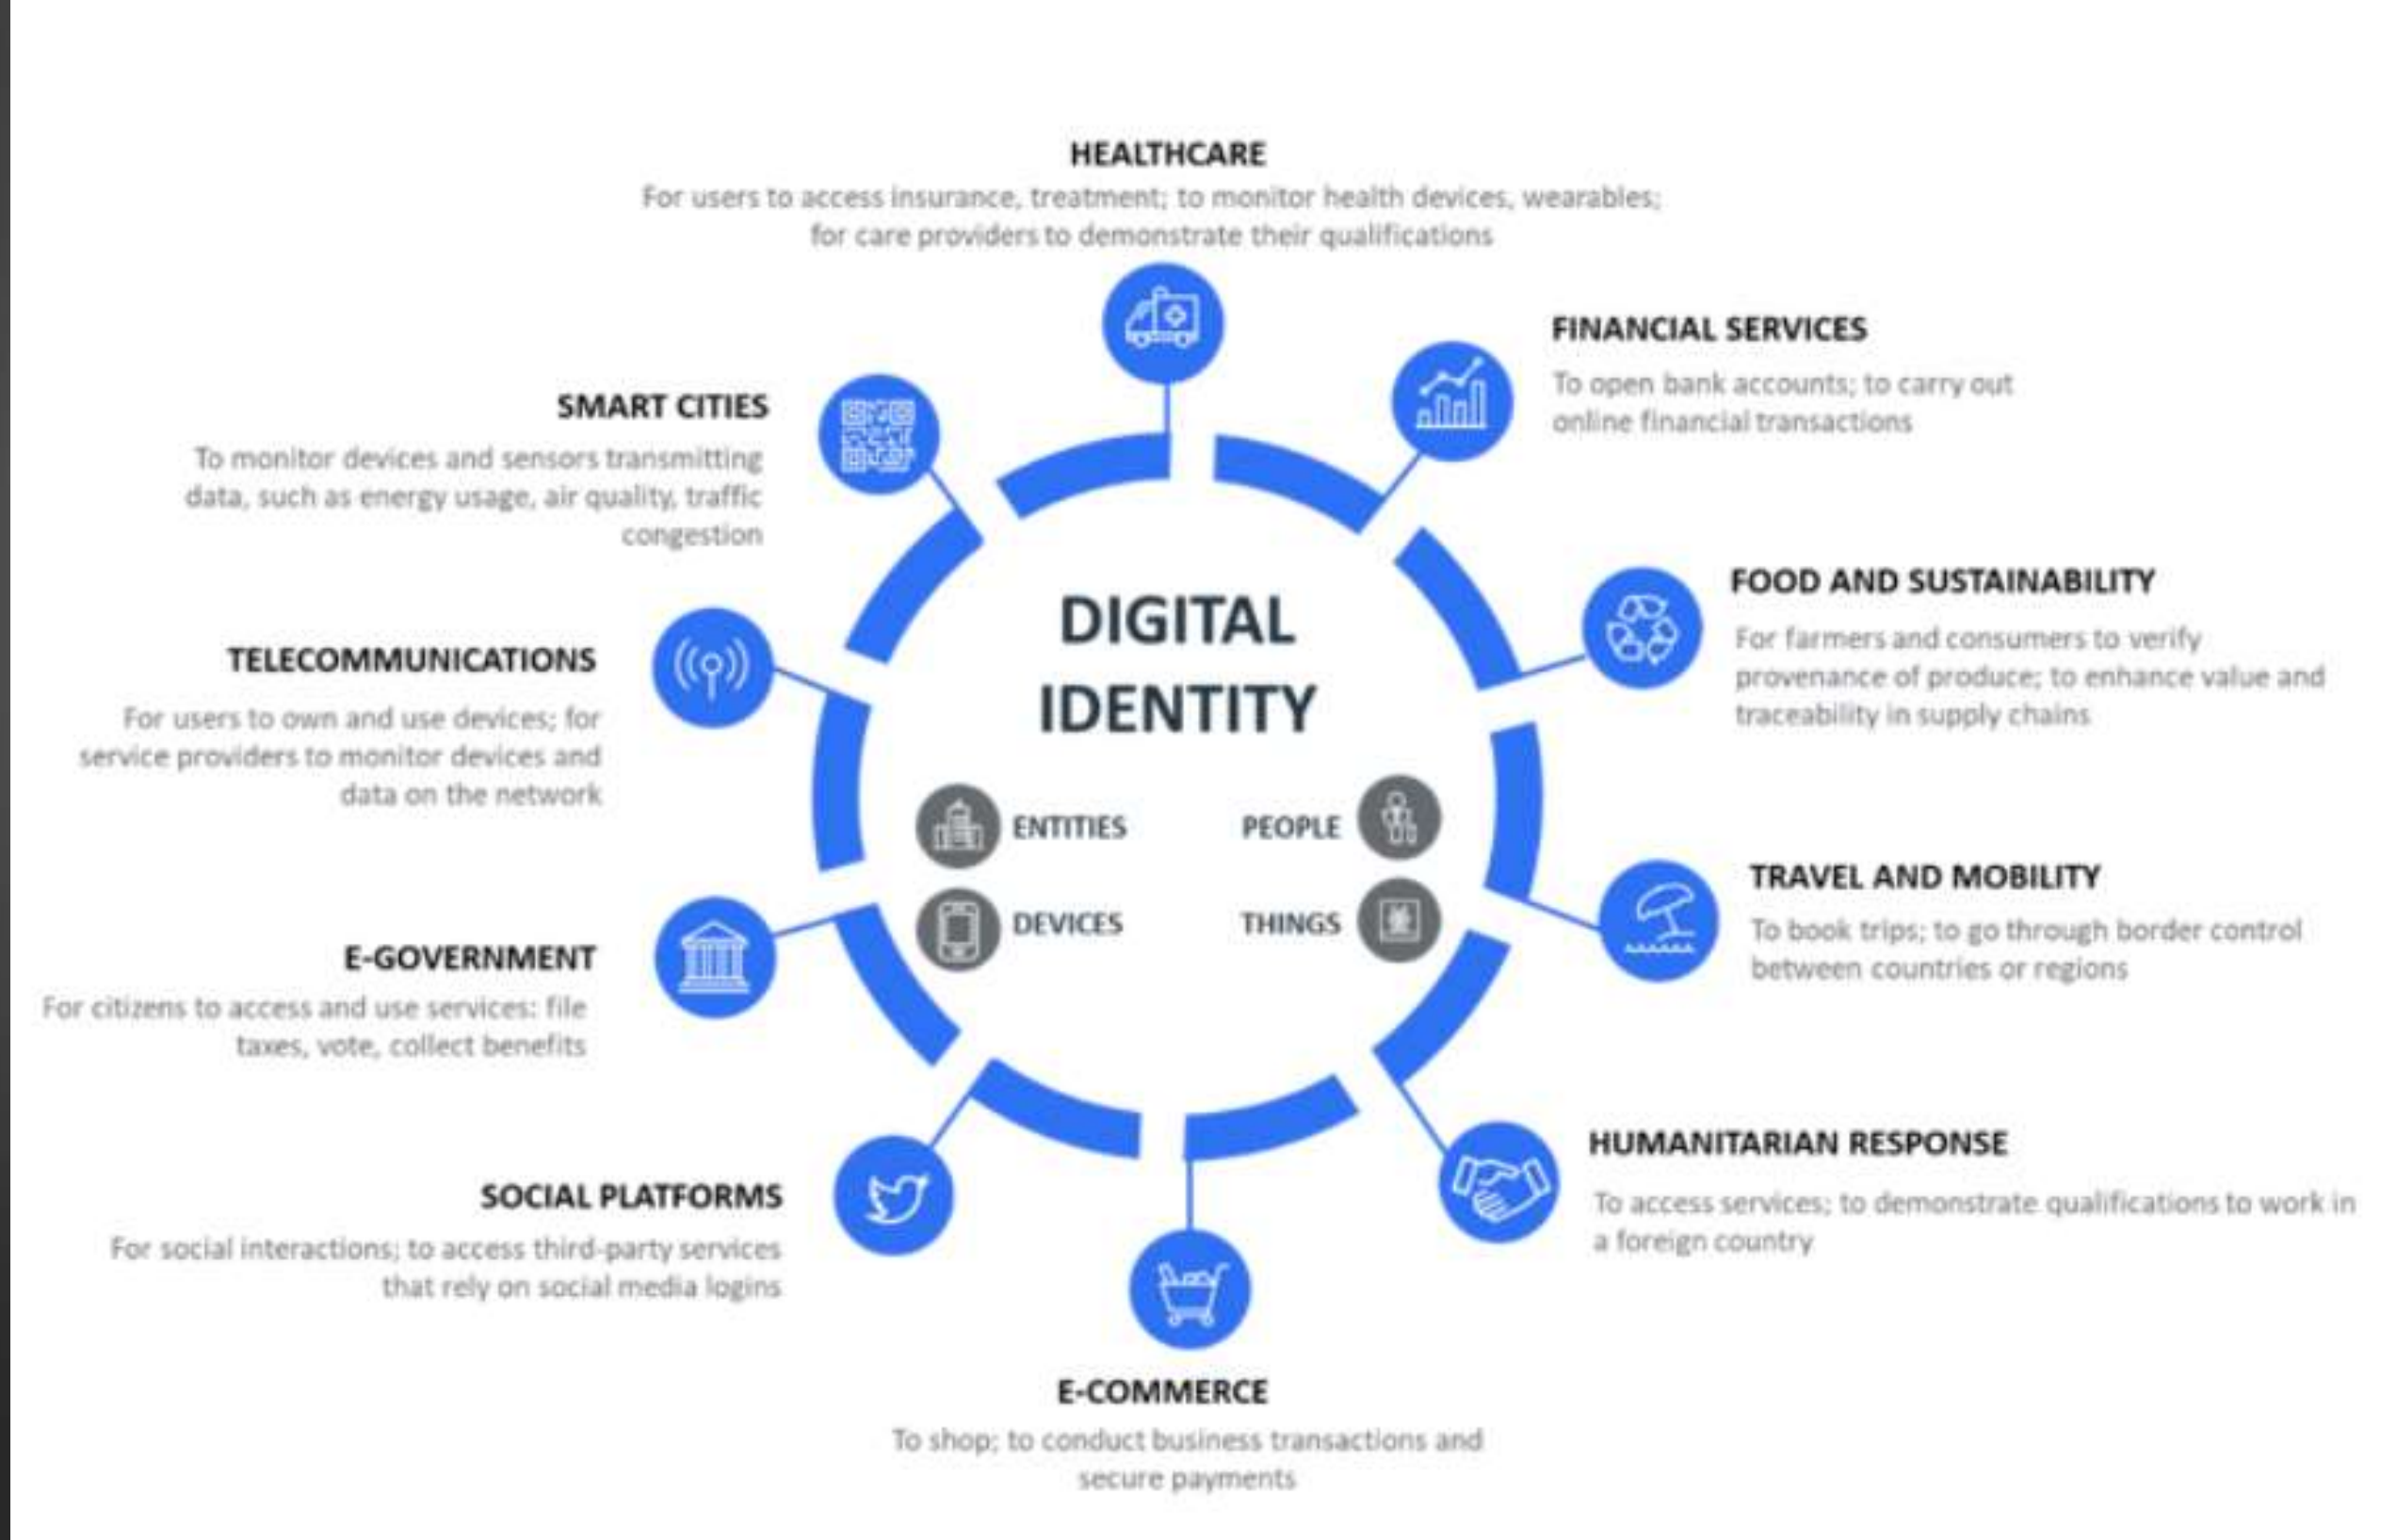 HEALTHCARE
For users to access insurance, treatment; to monitor health devices, wearables;
for care providers to demonstrate their qualifications
FINANCIAL SERVICES
To open bank accounts; to carry out
online financial transactions
FOOD AND SUSTAINABILITY
For farmers and consumers to verify
provenance of produce; to enhance value and
traceability in supply chains
TRAVEL AND MOBILITY
To book trips; to go through border control
between countries or regions
HUMANITARIAN RESPONSE
To access services; to demonstrate qualifications to work in
a foreign country
E-COMMERCE
To shop; to conduct business transactions and
secure payments
SOCIAL PLATFORMS
For social interactions; to access third-party services
that rely on social media logins
E-GOVERNMENT
For citizens to access and use services: file
taxes, vote, collect benefits
TELECOMMUNICATIONS
For users to own and use devices; for
service providers to monitor devices and
data on the network
SMART CITIES
To monitor devices and sensors transmitting
data, such as energy usage, air quality, traffic
congestion
DIGITAL
IDENTITY
ENTITIES
PEOPLE
DEVICES
THINGS